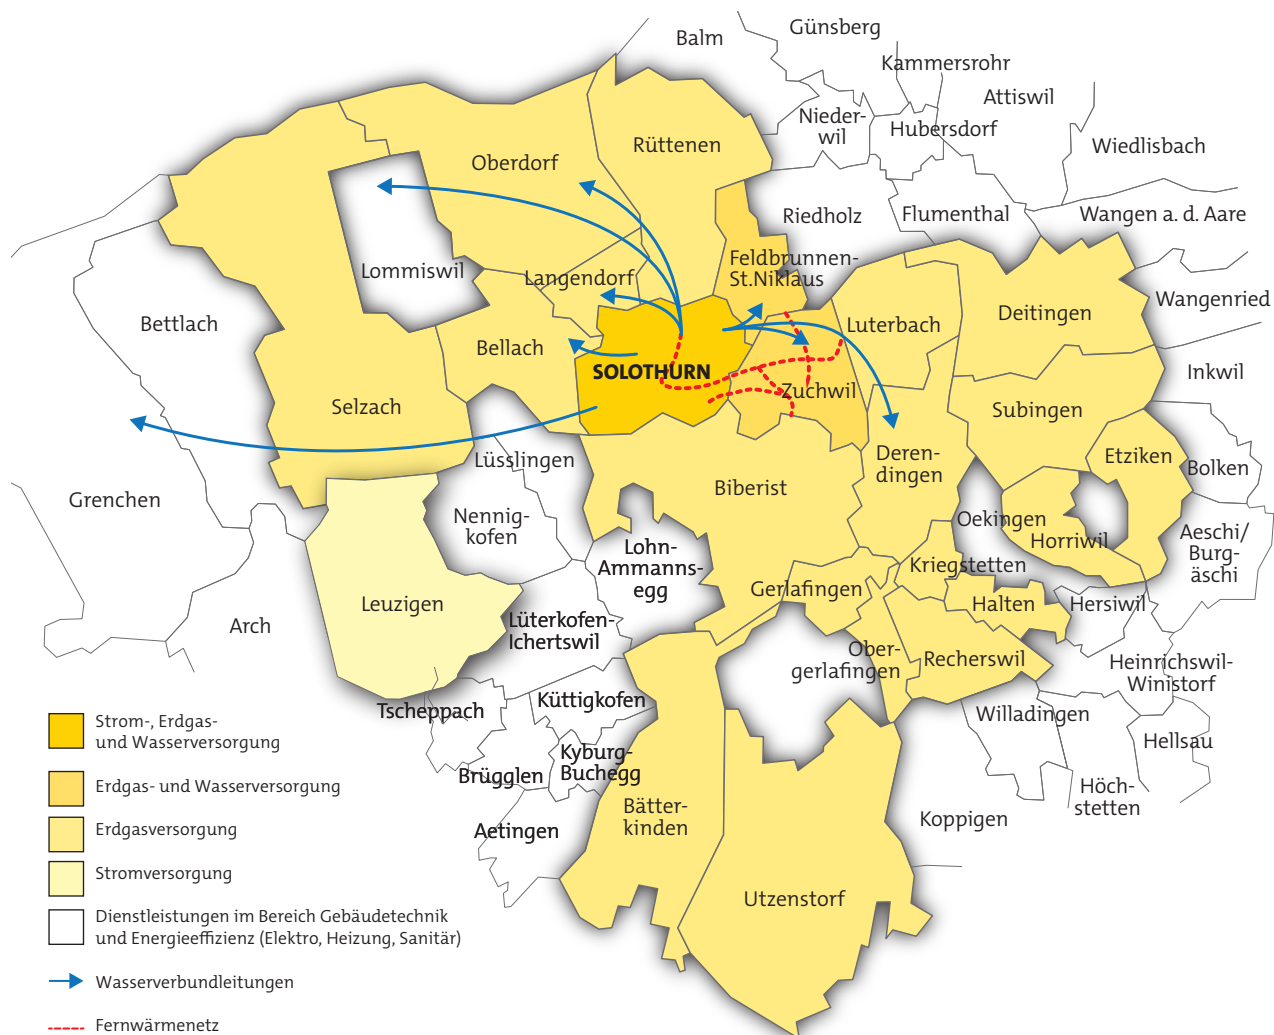 Balm
Günsberg
Kammersrohr
Attiswil
Nieder-
wil
Hubersdorf
Wiedlisbach
Rüttenen
Oberdorf
Riedholz
Flumenthal
Wangen a. d. Aare
Lommiswil
Langendorf
Feldbrunnen-
St.Niklaus
Wangenried
Bettlach
Bellach
Luterbach
Deitingen
SOLOTHURN
Zuchwil
Inkwil
Selzach
Subingen
Lüsslingen
Deren-
dingen
Etziken
Bolken
Grenchen
Nennig-
kofen
Biberist
Oekingen
Horriwil
Aeschi/
Burg-
äschi
Lohn-
Ammanns-
egg
Kriegstetten
Gerlafingen
Leuzigen
Halten
Hersiwil
Arch
Lüterkofen-
Ichertswil
Ober-
gerlafingen
Recherswil
Heinrichswil-
Winistorf
Tscheppach
Küttigkofen
Willadingen
Hellsau
Brügglen
Kyburg-
Buchegg
Höch-
stetten
Aetingen
Bätter-
kinden
Koppigen
Utzenstorf
Strom-, Erdgas-
und Wasserversorgung
Erdgas- und Wasserversorgung
Erdgasversorgung
Stromversorgung
Dienstleistungen im Bereich Gebäudetechnik
und Energieeffizienz (Elektro, Heizung, Sanitär)
Wasserverbundleitungen
Fernwärmenetz